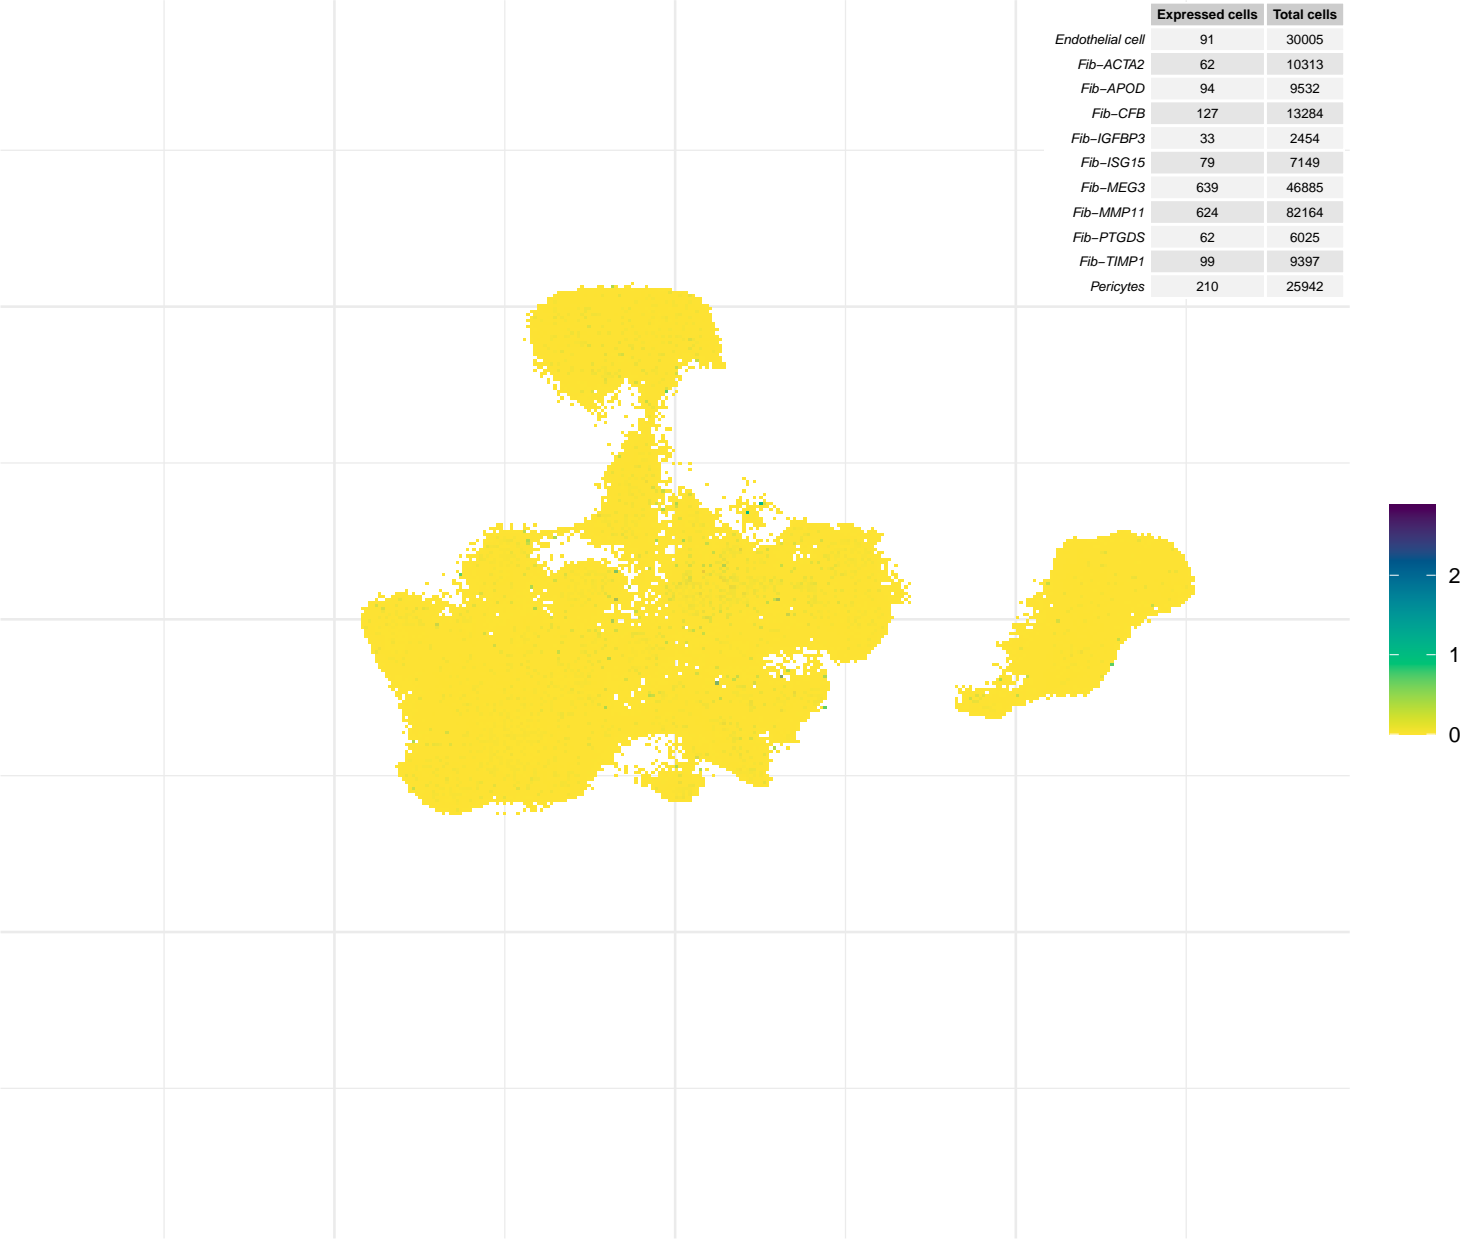 Expressed cells Total cells
Endothelial cell 91 30005
Fib−ACTA2 62 10313
Fib−APOD 94 9532
Fib−CFB 127 13284
Fib−IGFBP3 33 2454
Fib−ISG15 79 7149
Fib−MEG3 639 46885
Fib−MMP11 624 82164
Fib−PTGDS 62 6025
Fib−TIMP1 99 9397
Pericytes 210 25942
2
1
0